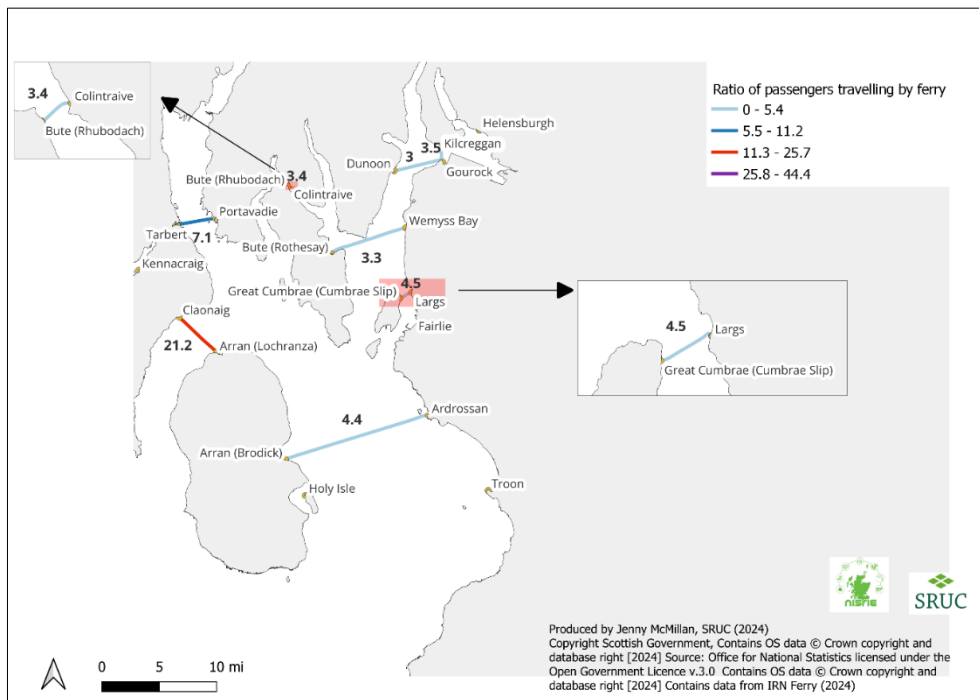 3.4
Colintraive
Bute (Rhubodach)
Ratio of passengers travelling by ferry
0 - 5.4
5.5 - 11.2
11.3 - 25.7
25.8 - 44.4
Helensburgh
3.5
Kilcreggan
3
Dunoon
Gourock
Bute (Rhubodach)
3.4
Colintraive
Portavadie
Tarbert
7.1
Wemyss Bay
Bute (Rothesay)
3.3
Kennacraig
4.5
Great Cumbrae (Cumbrae Slip)
Largs
Fairlie
Claonaig
21.2
Arran (Lochranza)
4.5
Largs
Great Cumbrae (Cumbrae Slip)
4.4
Ardrossan
Arran (Brodick)
Holy Isle
Troon
NISRIE
SRUC
Produced by Jenny McMillan, SRUC (2024)
Copyright Scottish Government, Contains OS data © Crown copyright and
database right [2024] Source: Office for National Statistics licensed under the
Open Government Licence v.3.0 Contains OS data © Crown copyright and
database right [2024] Contains data from IRN Ferry (2024)
0 5 10 mi